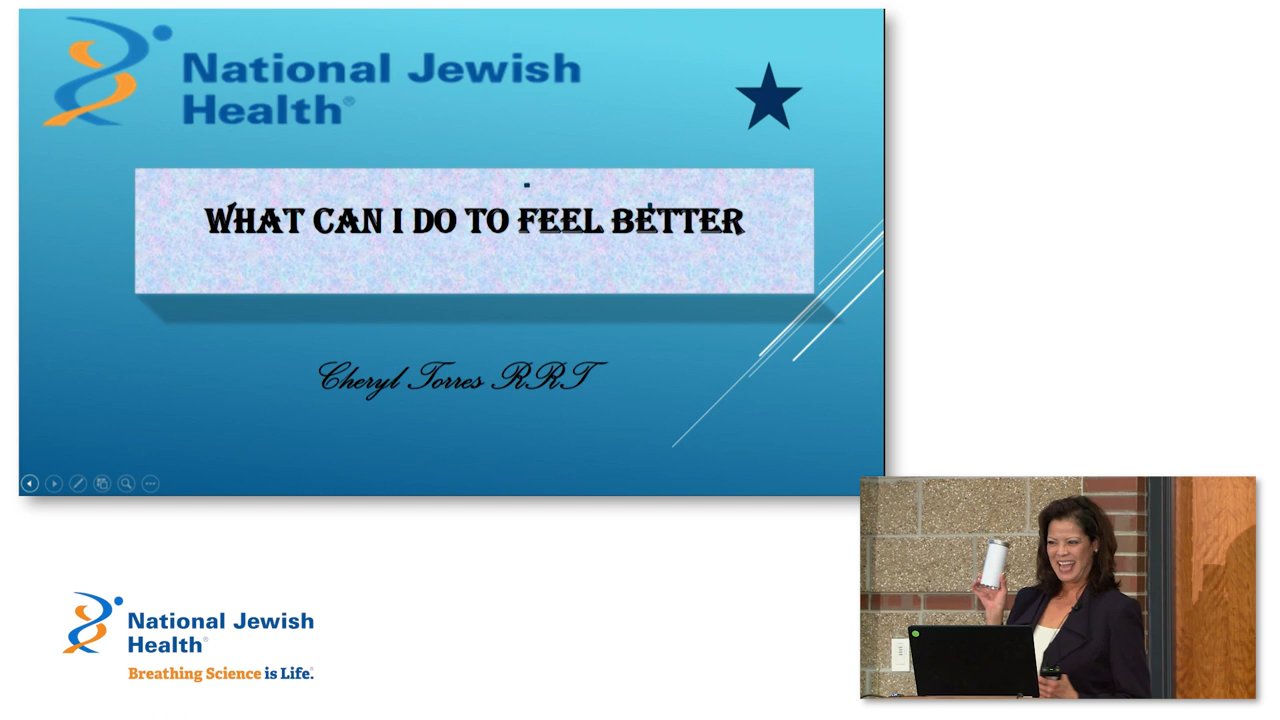 National Jewish
Health®
WHAT CAN I DO TO FEEL BETTER
Cheryl Torres RRT
National Jewish
Health®
Breathing Science is Life.®